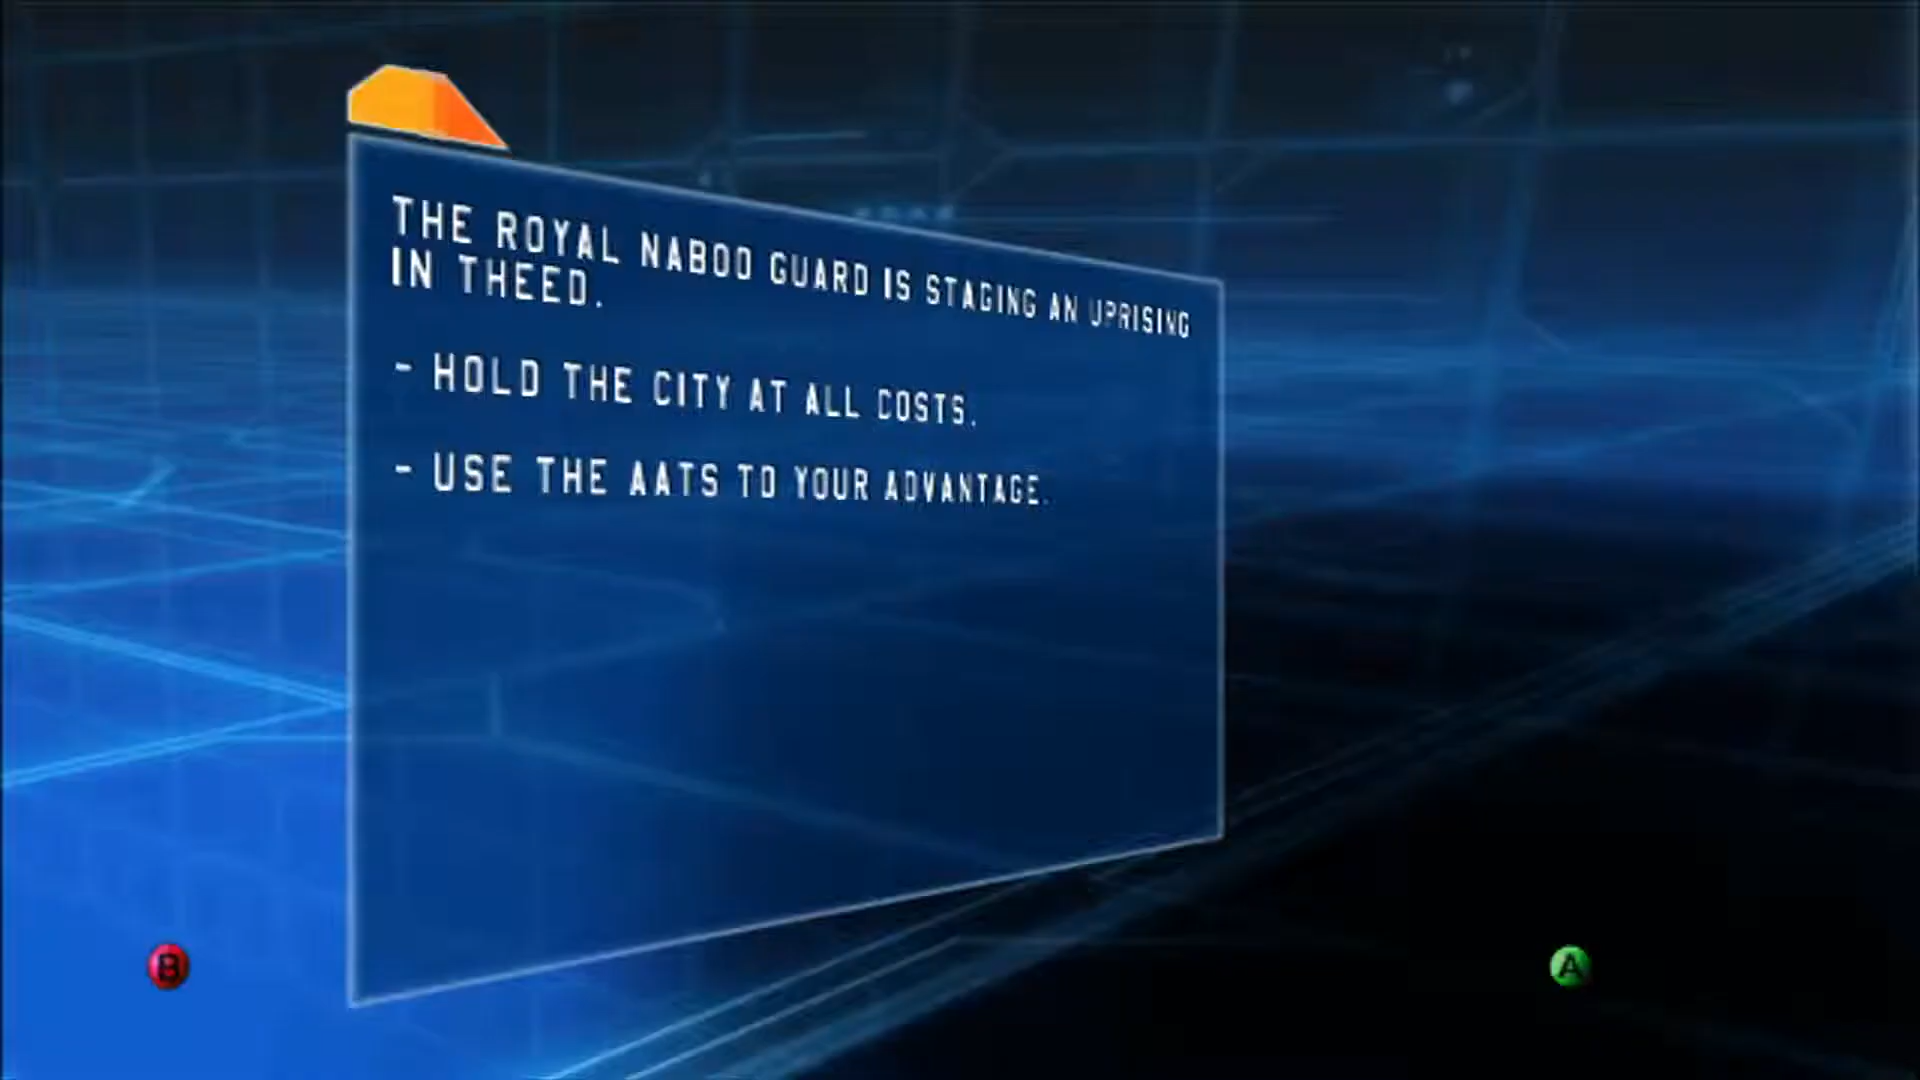 THE ROYAL NABOO GUARD IS STAGING AN UPRISING
IN THEED.
- HOLD THE CITY AT ALL COSTS.
- USE THE AATS TO YOUR ADVANTAGE.
B
A